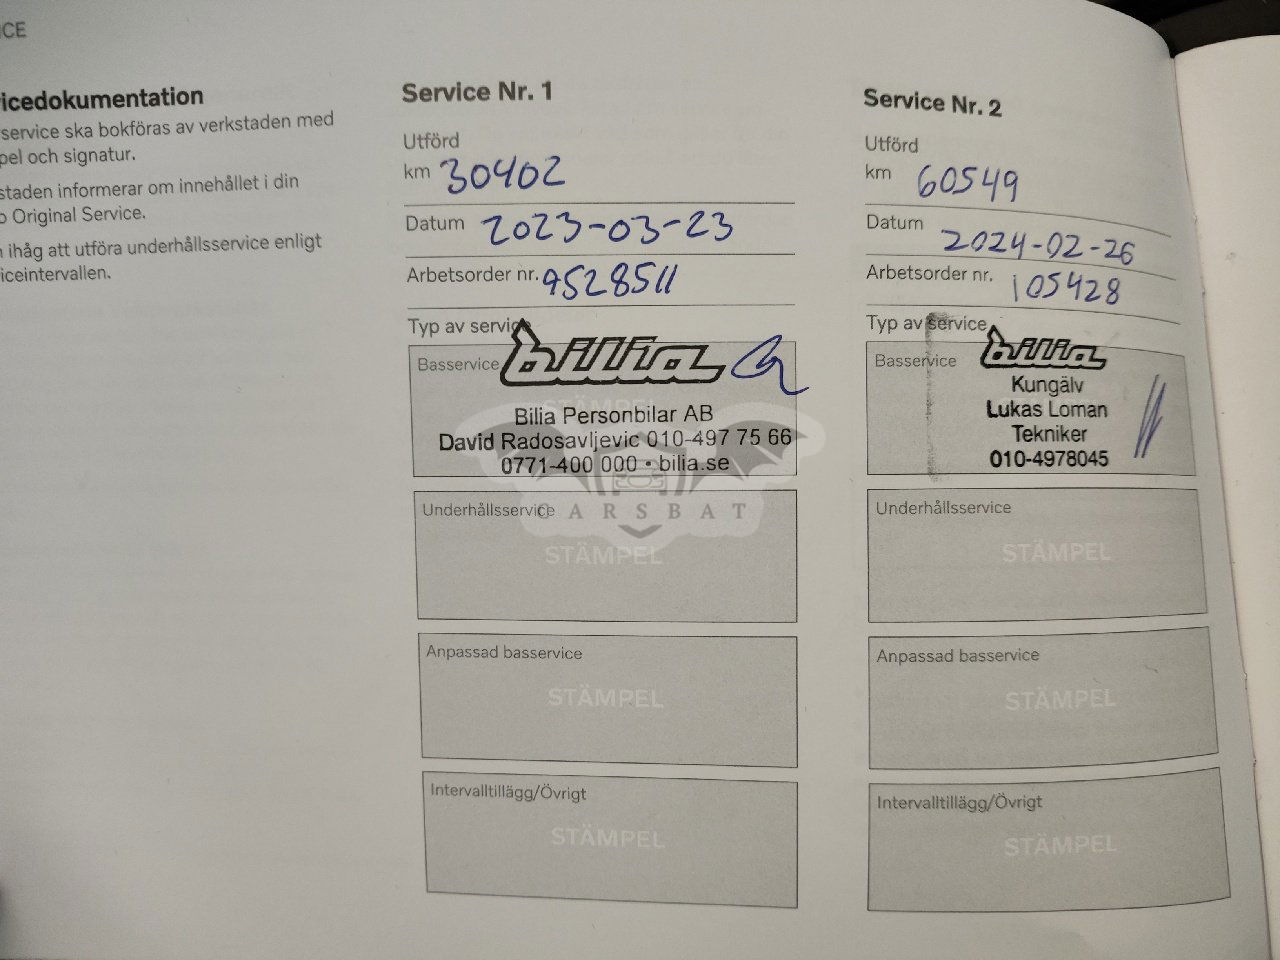 CE
icedokumentation
service ska bokföras av verkstaden med
pel och signatur.
staden informerar om innehållet i din
o Original Service.
ihåg att utföra underhållsservice enligt
iceintervallen.
Service Nr. 1
Utförd
km 30402
Datum 2023-03-23
Arbetsorder nr. 9528511
Typ av service
Basservice bilia
STÄMPEL
Bilia Personbilar AB
David Radosavljevic 010-497 75 66
0771-400 000 • bilia.se
CARSBAT
Underhållsservice
STÄMPEL
Anpassad basservice
STÄMPEL
Intervalltillägg/Övrigt
STÄMPEL
Service Nr. 2
Utförd
km 60549
Datum 2024-02-26
Arbetsorder nr. 105428
Typ av service
Basservice bilia
Kungälv
Lukas Loman
Tekniker
010-4978045
Underhållsservice
STÄMPEL
Anpassad basservice
STÄMPEL
Intervalltillägg/Övrigt
STÄMPEL